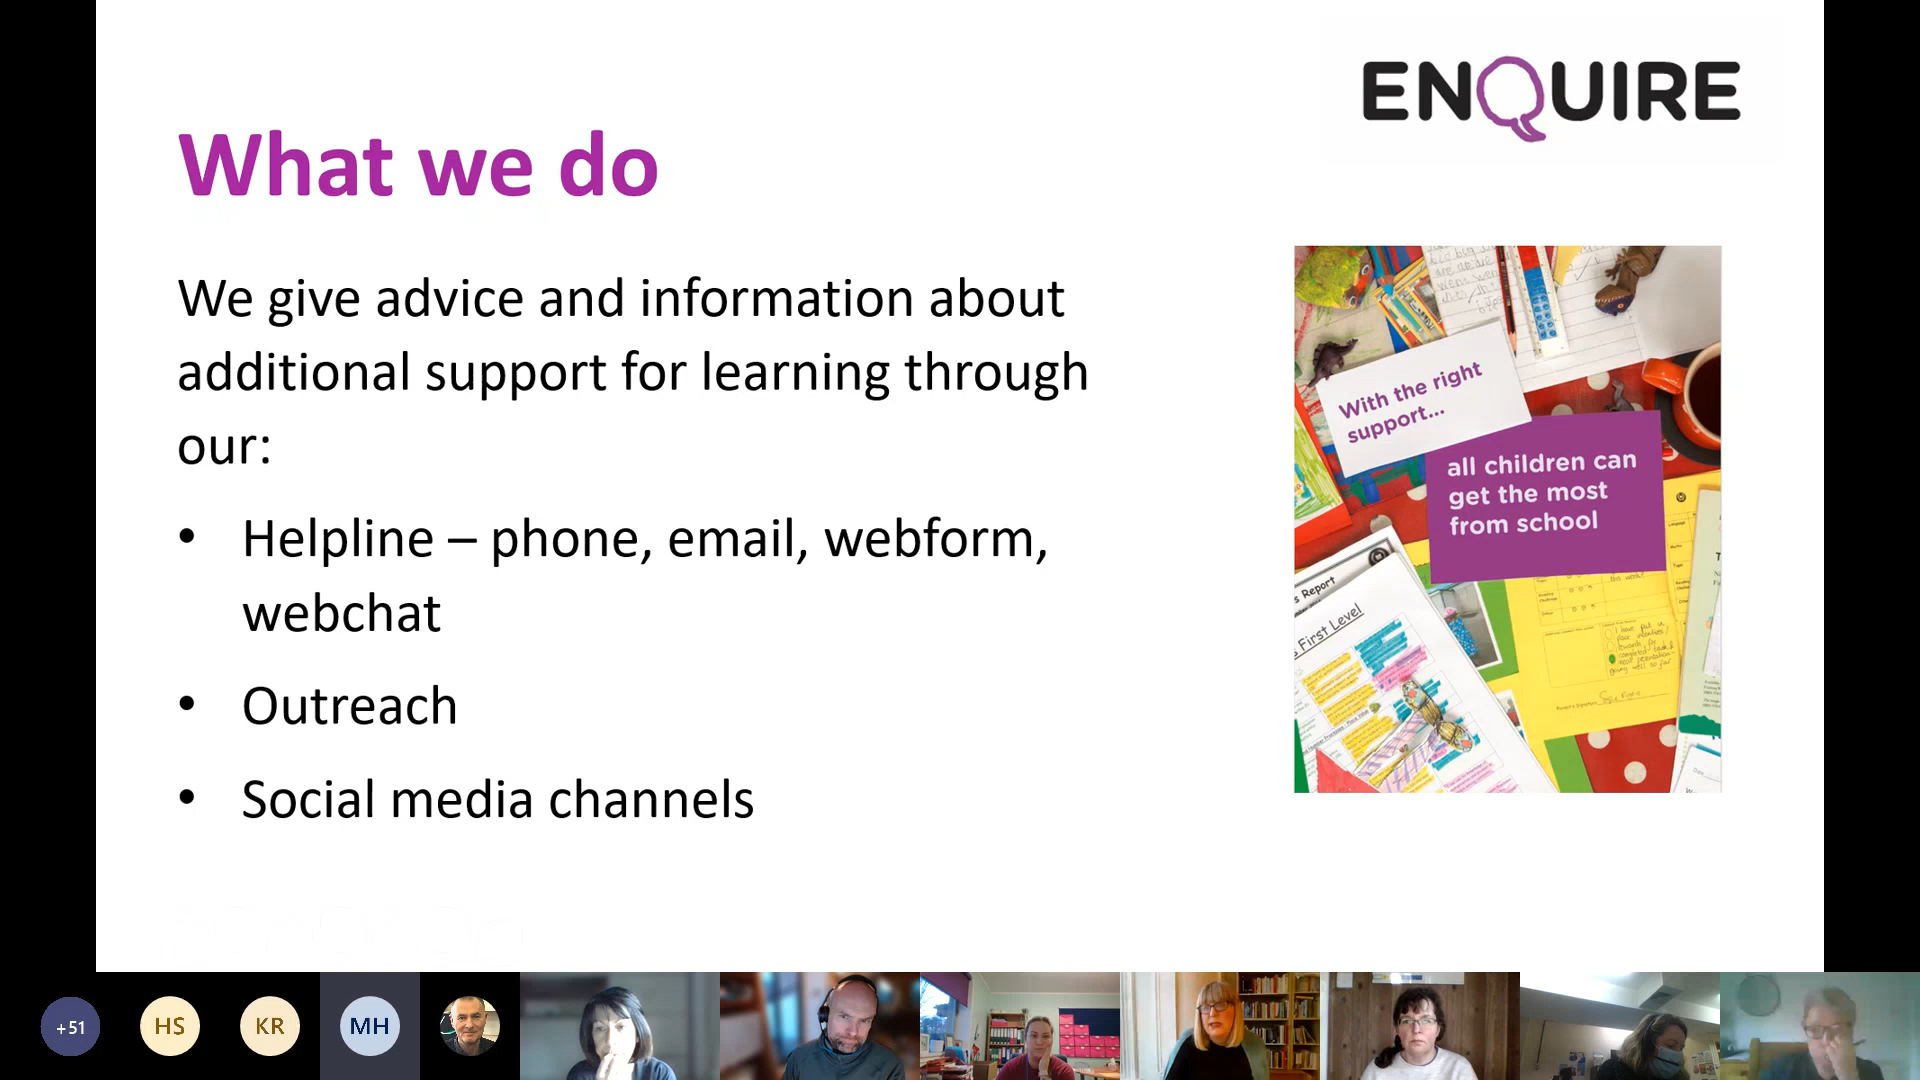 ENQUIRE
What we do
We give advice and information about
additional support for learning through
our:
• Helpline – phone, email, webform,
webchat
• Outreach
• Social media channels
With the right
support...
all children can
get the most
from school
s Report
First Level
+51
HS
KR
MH